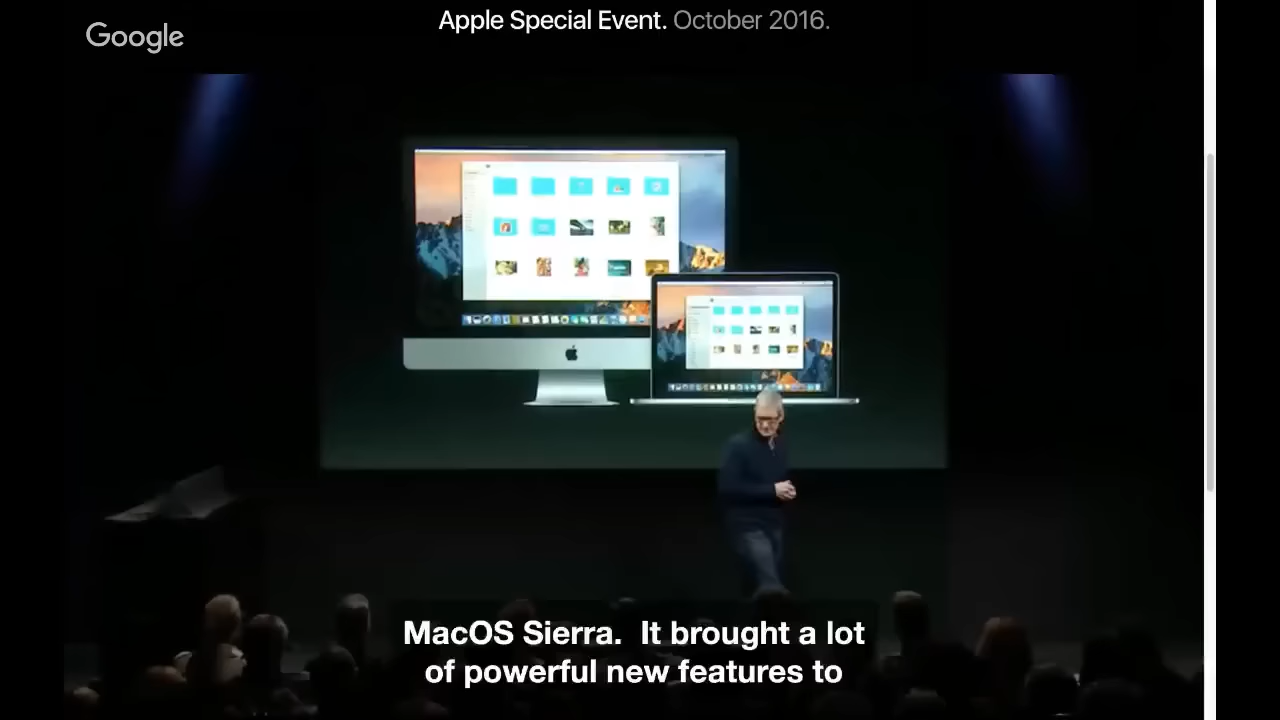 Apple Special Event. October 2016.
Google
MacOS Sierra.  It brought a lot
of powerful new features to